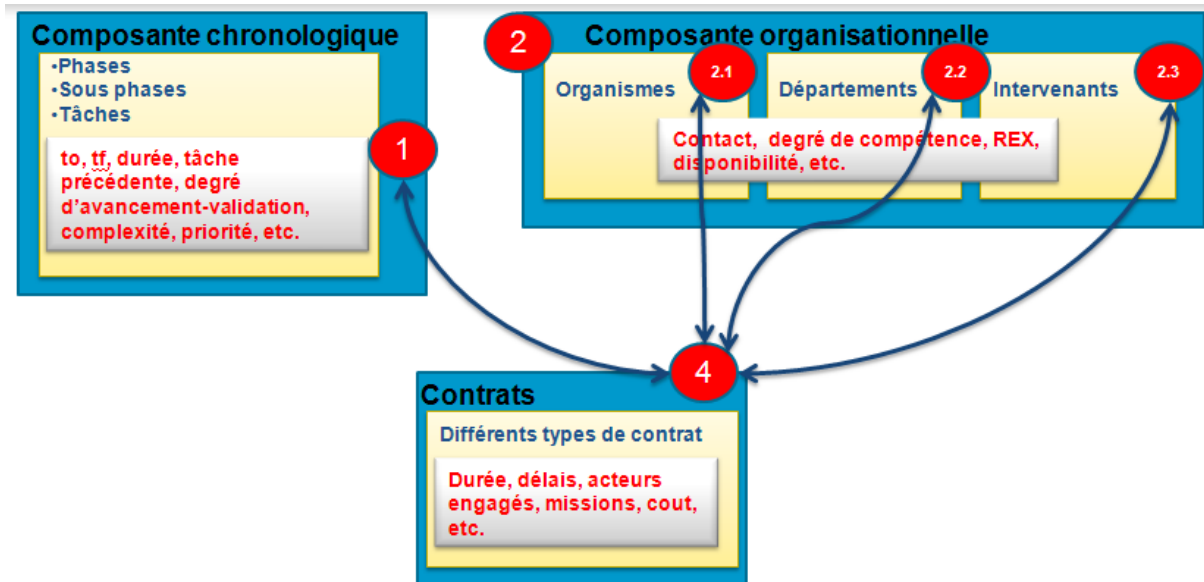 Composante chronologique
•Phases
•Sous phases
•Tâches
to, tf, durée, tâche
précédente, degré
d'avancement-validation,
complexité, priorité, etc.
1
2
Composante organisationnelle
Organismes
2.1
Départements
2.2
Intervenants
2.3
Contact, degré de compétence, REX,
disponibilité, etc.
4
Contrats
Différents types de contrat
Durée, délais, acteurs
engagés, missions, cout,
etc.